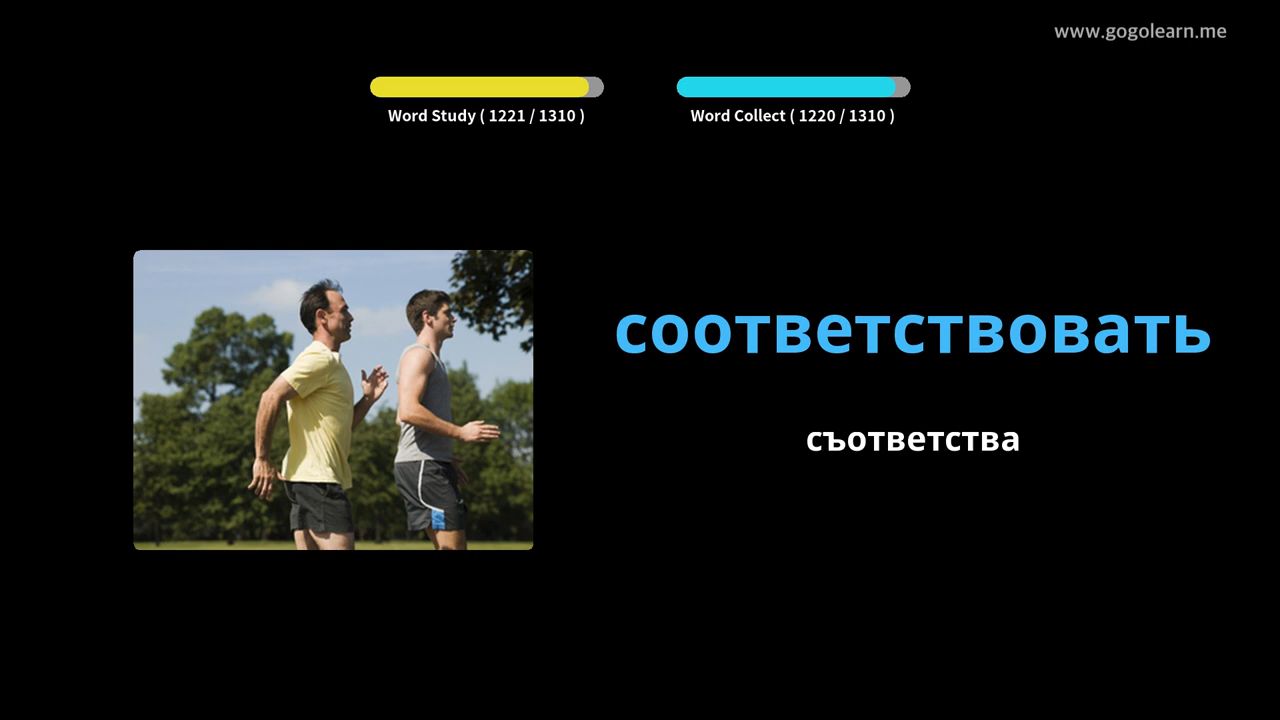 www.gogolearn.me
Word Study ( 1221 / 1310 )
Word Collect ( 1220 / 1310 )
соответствовать
съответства